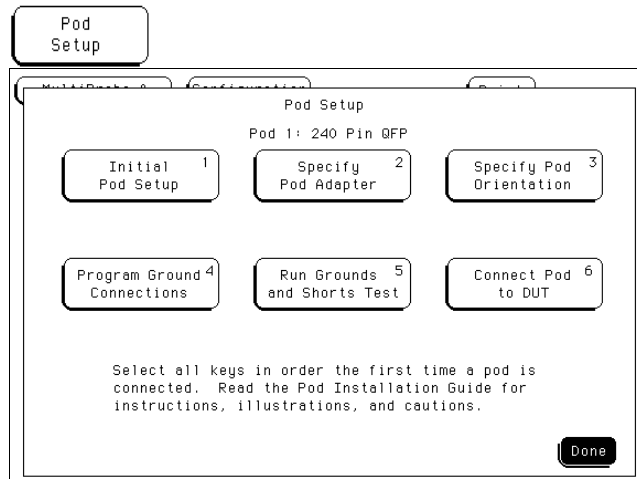 Pod
Setup
Pod Setup
Pod 1: 240 Pin QFP
Initial 1
Pod Setup
Specify 2
Pod Adapter
Specify Pod 3
Orientation
Program Ground 4
Connections
Run Grounds 5
and Shorts Test
Connect Pod 6
to DUT
Select all keys in order the first time a pod is
connected. Read the Pod Installation Guide for
instructions, illustrations, and cautions.
Done